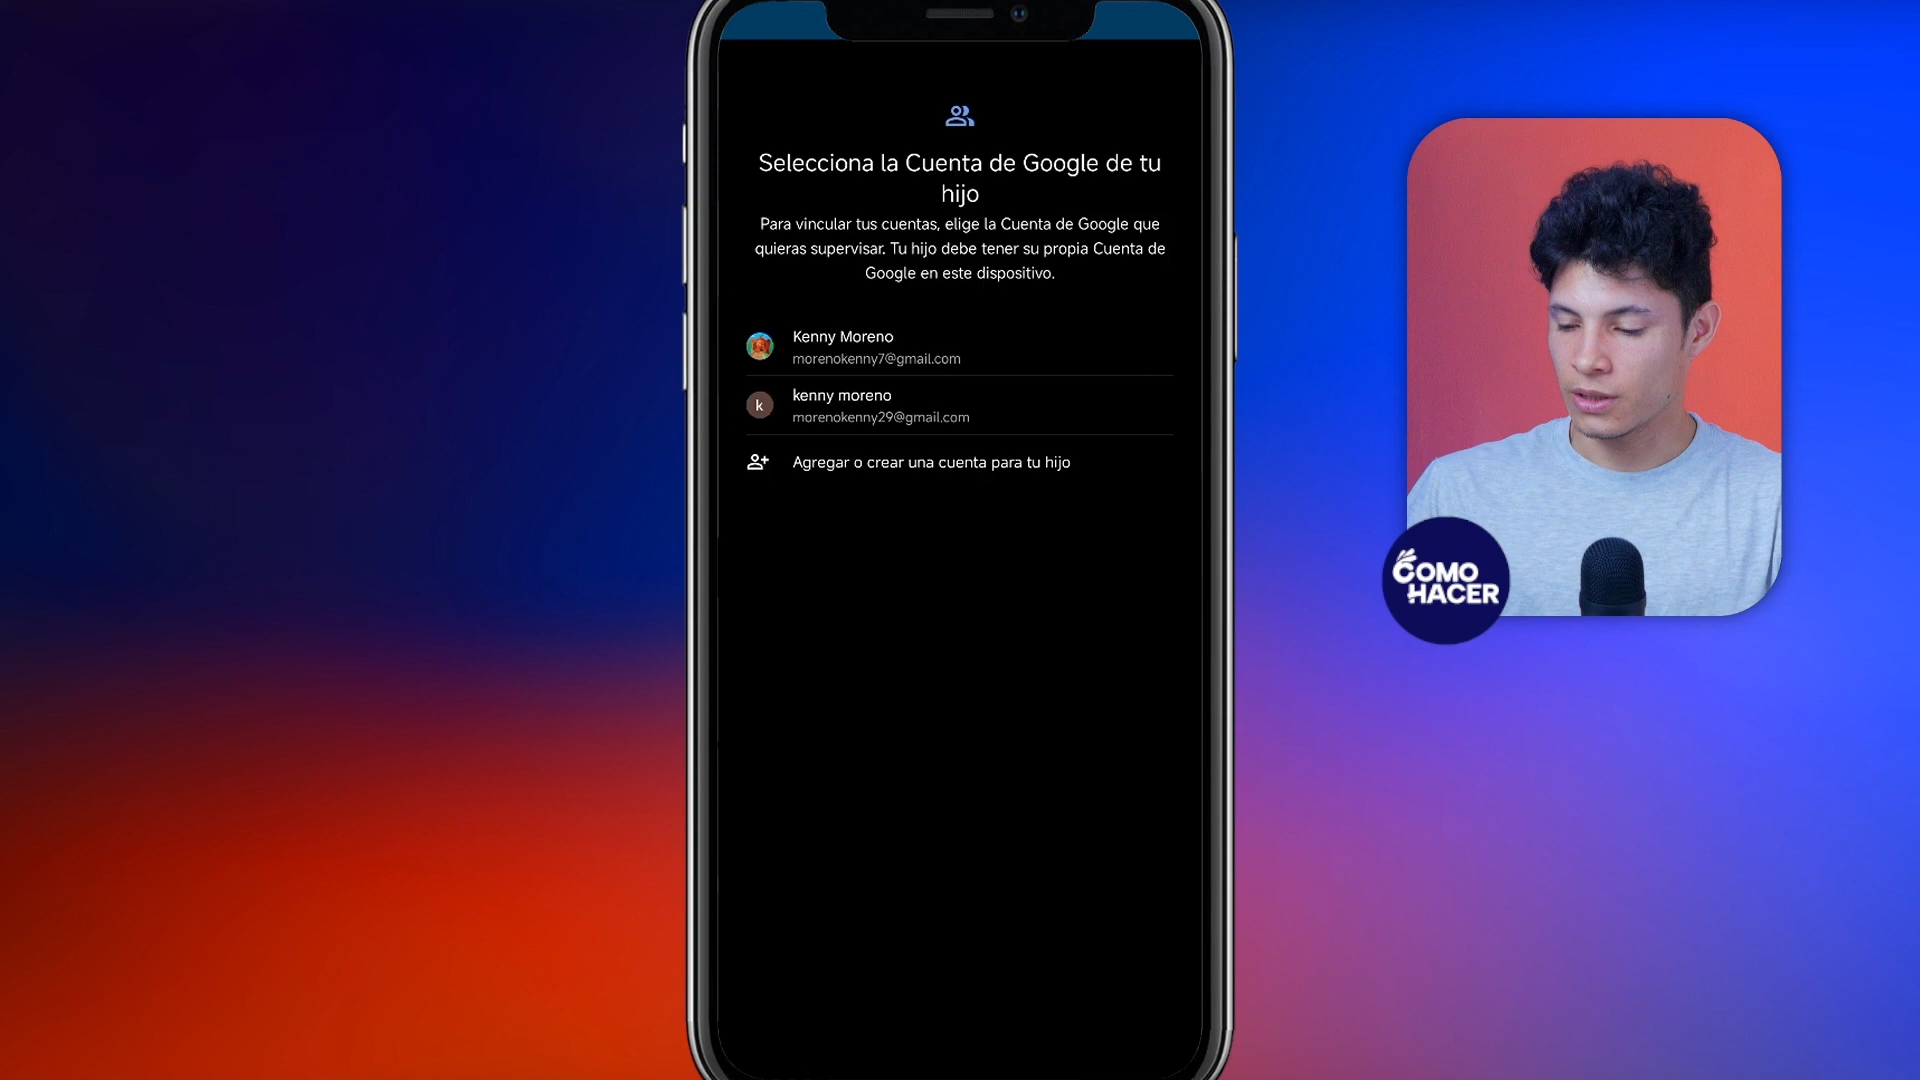 Selecciona la Cuenta de Google de tu
hijo
Para vincular tus cuentas, elige la Cuenta de Google que
quieras supervisar. Tu hijo debe tener su propia Cuenta de
Google en este dispositivo.
Kenny Moreno
morenokenny7@gmail.com
k
kenny moreno
morenokenny29@gmail.com
Agregar o crear una cuenta para tu hijo
COMO
HACER